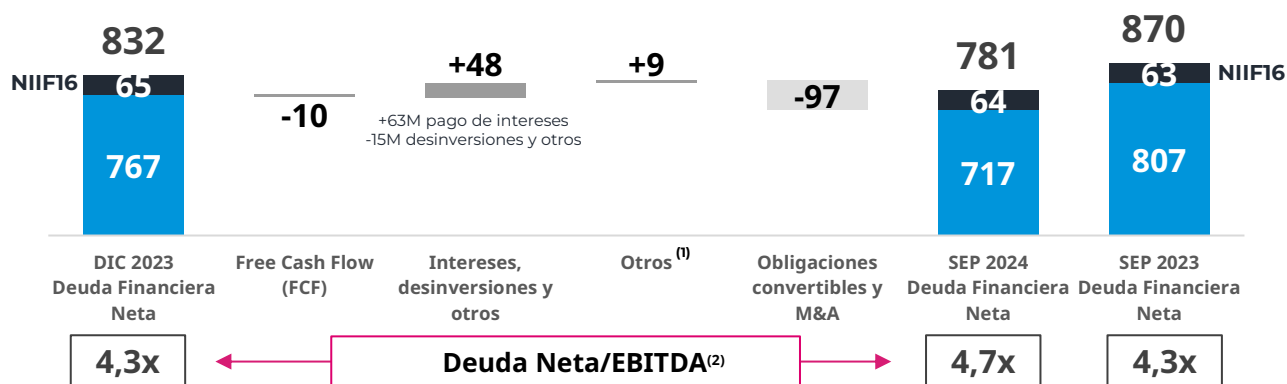 832
NIIF16
65
767
-10
+48
+63M pago de intereses
-15M desinversiones y otros
+9
-97
781
64
717
870
63
NIIF16
807
DIC 2023
Deuda Financiera
Neta
Free Cash Flow
(FCF)
Intereses,
desinversiones y
otros
Otros (1)
Obligaciones
convertibles y
M&A
SEP 2024
Deuda Financiera
Neta
SEP 2023
Deuda Financiera
Neta
4,3x
Deuda Neta/EBITDA(2)
4,7x
4,3x